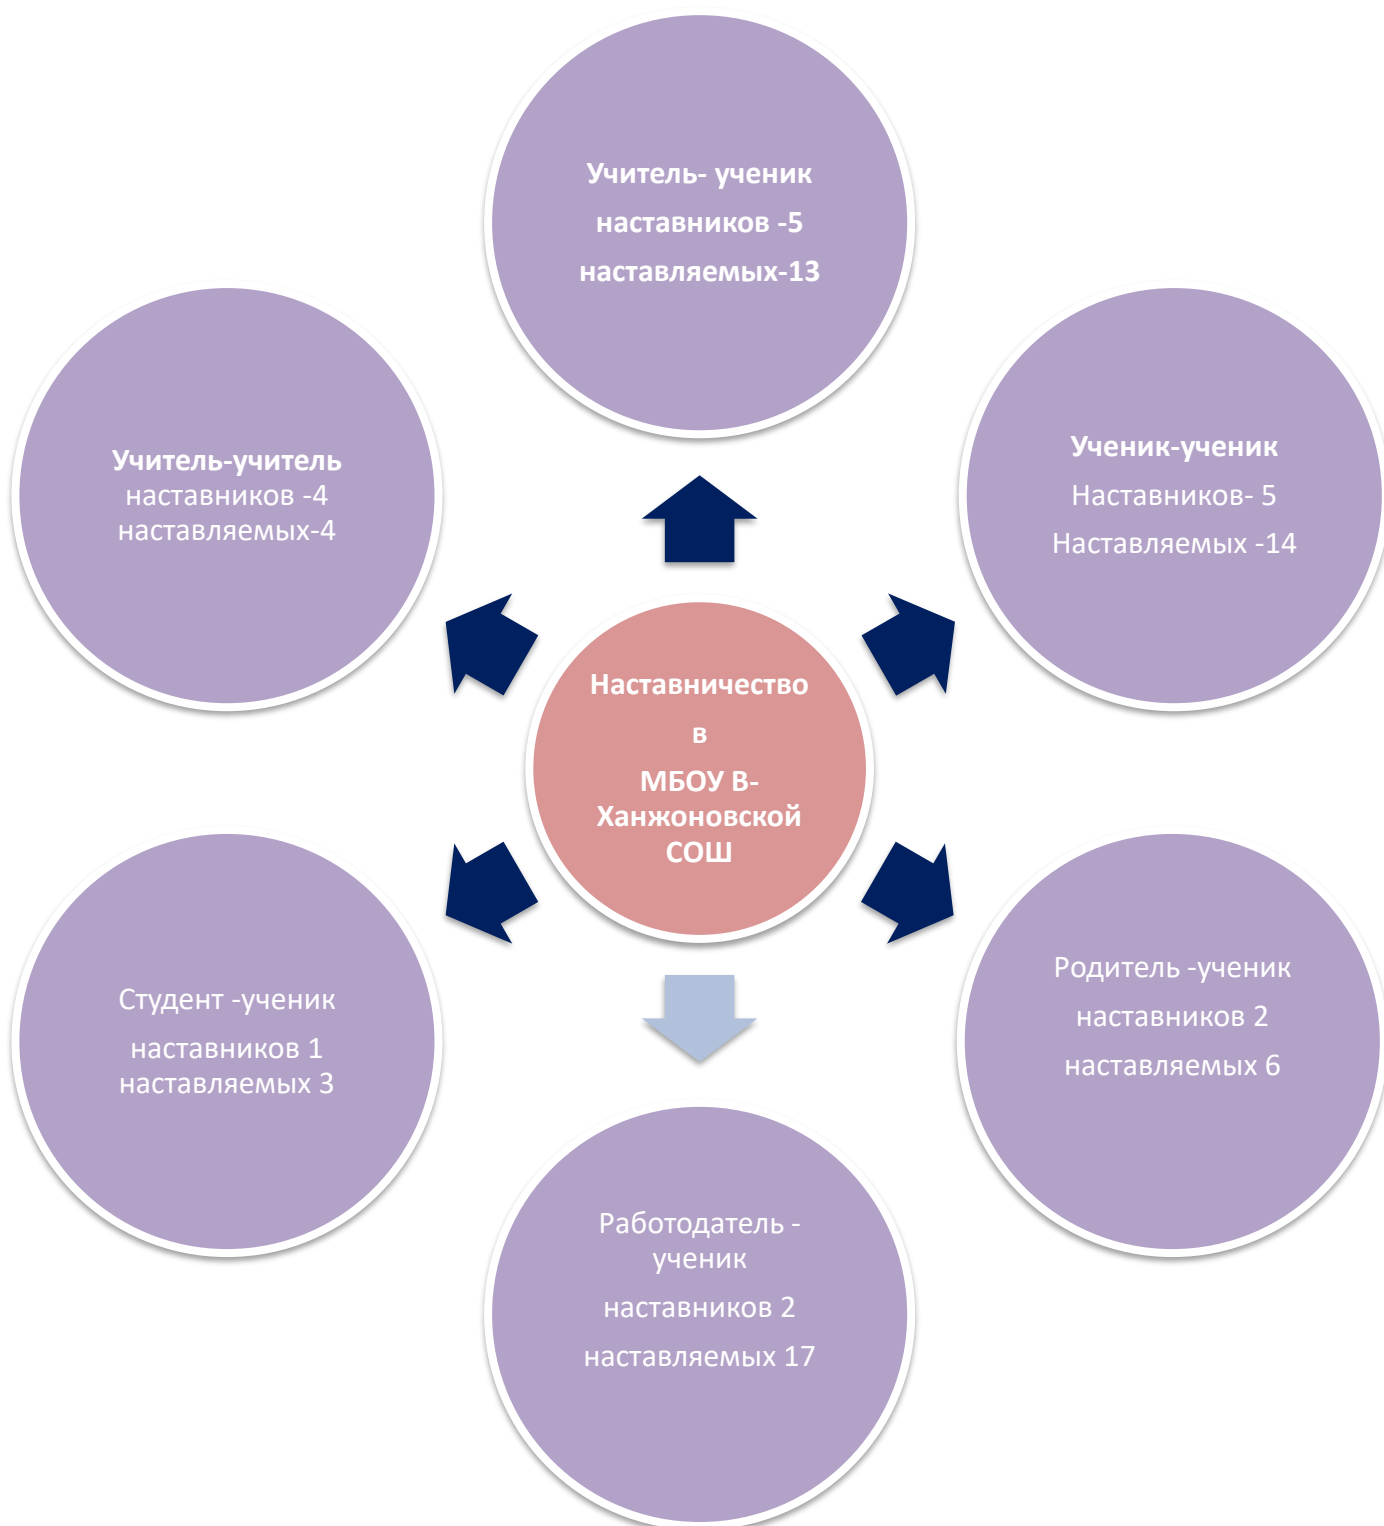 Учитель- ученик
наставников -5
наставляемых-13
Учитель-учитель
наставников -4
наставляемых-4
Ученик-ученик
Наставников- 5
Наставляемых -14
Наставничество
в
МБОУ В-
Ханжоновской
СОШ
Студент -ученик
наставников 1
наставляемых 3
Родитель -ученик
наставников 2
наставляемых 6
Работодатель -
ученик
наставников 2
наставляемых 17